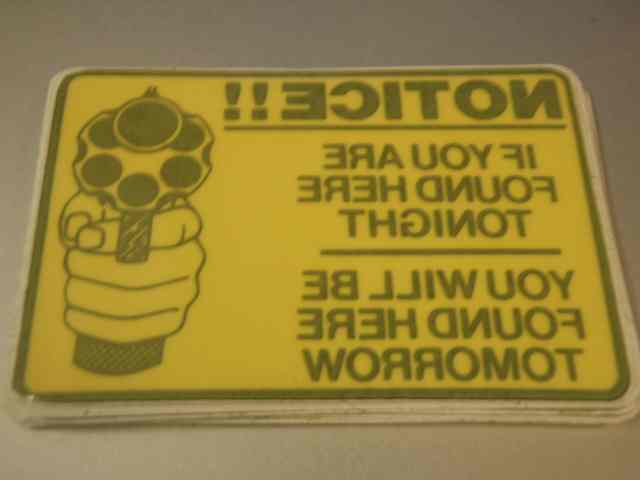 NOTICE!!
IF YOU ARE
FOUND HERE
TONIGHT
YOU WILL BE
FOUND HERE
TOMORROW